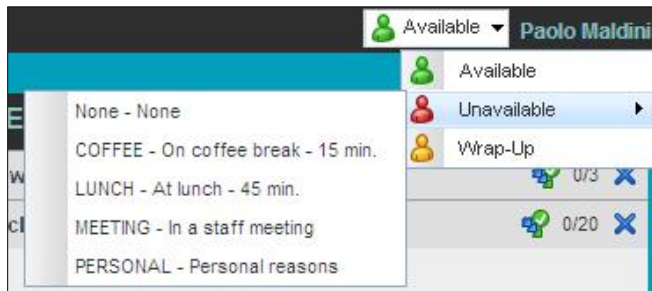 Available Paolo Maldini
Available
Unavailable
Wrap-Up
None - None
COFFEE - On coffee break - 15 min.
LUNCH - At lunch - 45 min.
MEETING - In a staff meeting
PERSONAL - Personal reasons
E
w
cl
0/3
0/20